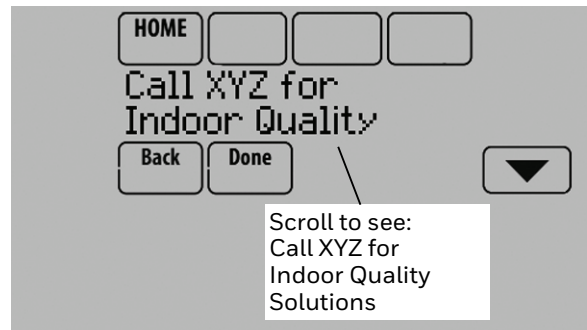 HOME
Call XYZ for
Indoor Quality
Back Done
Scroll to see:
Call XYZ for
Indoor Quality
Solutions